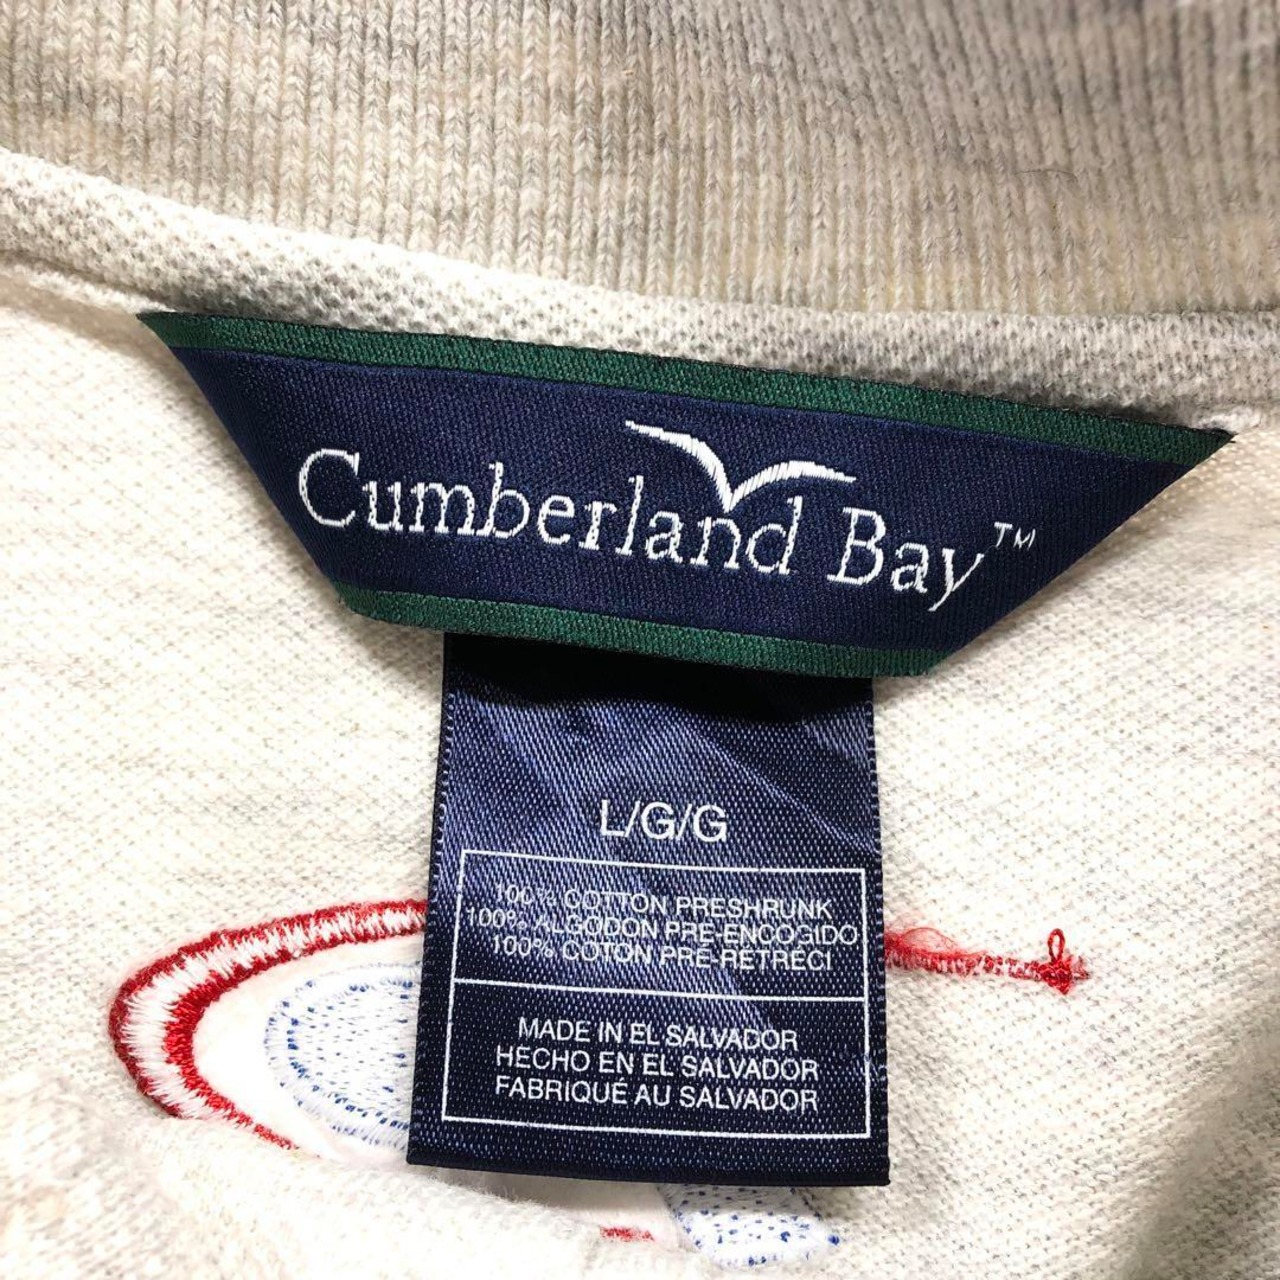 Cumberland Bay™
L/G/G
100% COTTON PRESHRUNK
100% ALGODON PRE-ENCOGIDO
100% COTON PRE-RETRECI
MADE IN EL SALVADOR
HECHO EN EL SALVADOR
FABRIQUÉ AU SALVADOR